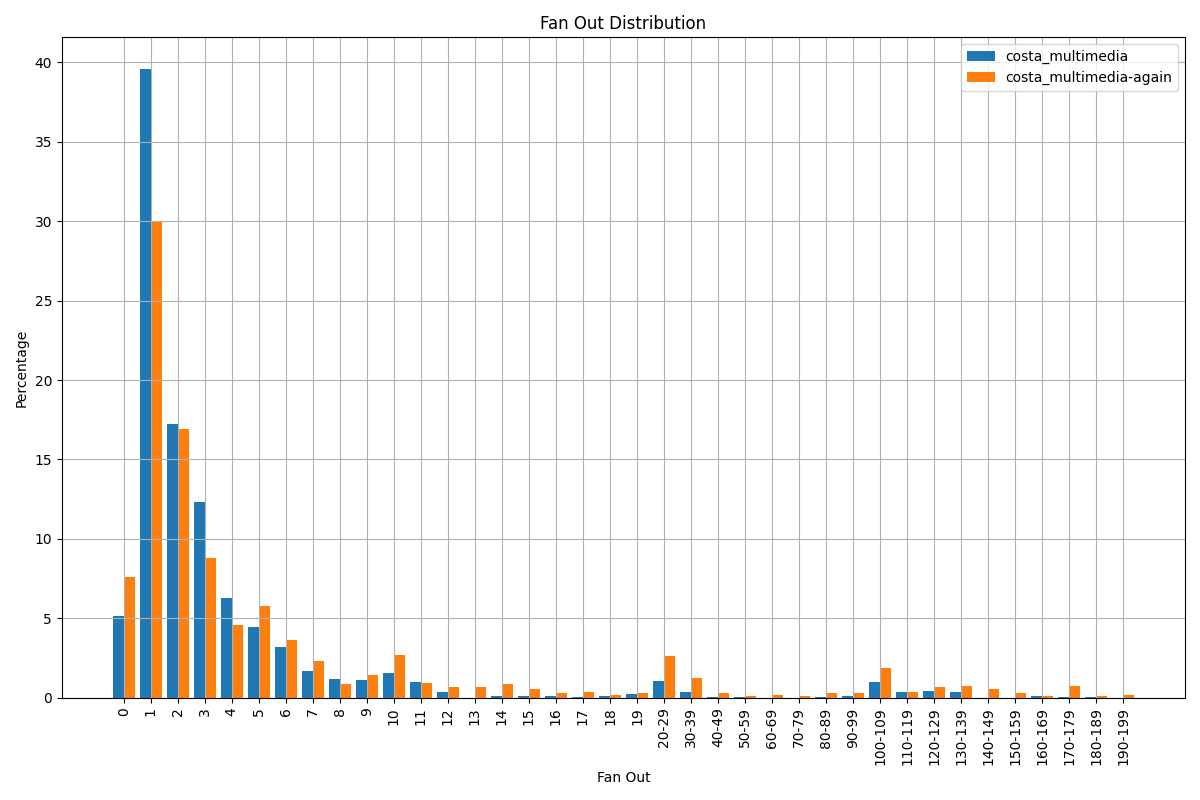 Fan Out Distribution
costa_multimedia
costa_multimedia-again
Percentage
40
35
30
25
20
15
10
5
0
0 1 2 3 4 5 6 7 8 9 10 11 12 13 14 15 16 17 18 19 20-29 30-39 40-49 50-59 60-69 70-79 80-89 90-99 100-109 110-119 120-129 130-139 140-149 150-159 160-169 170-179 180-189 190-199
Fan Out